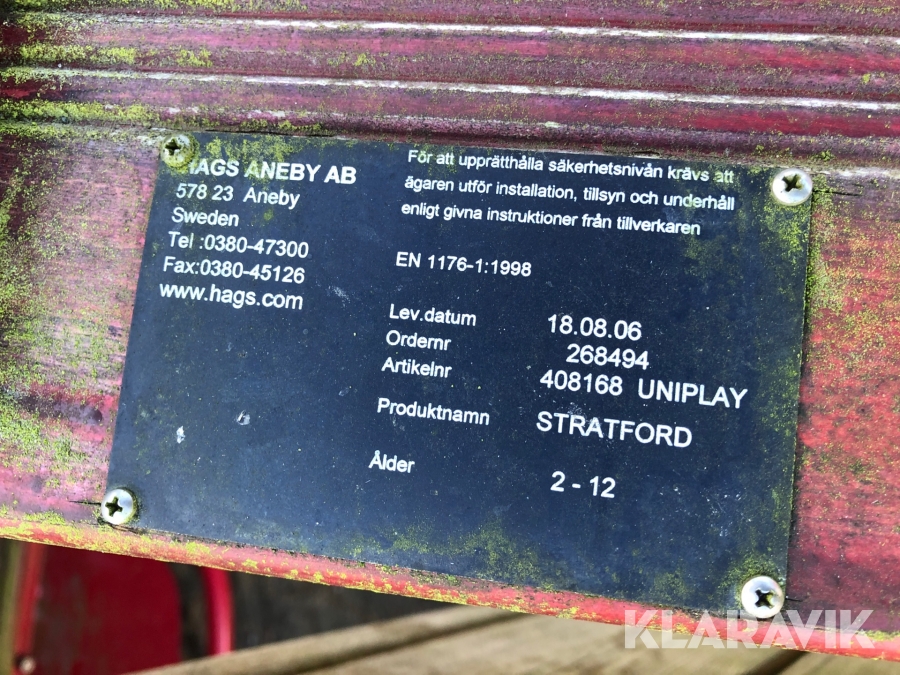 HAGS ANEBY AB
578 23 Aneby
Sweden
Tel :0380-47300
Fax:0380-45126
www.hags.com
För att upprätthålla säkerhetsnivån krävs att
ägaren utför installation, tillsyn och underhåll
enligt givna instruktioner från tillverkaren
EN 1176-1:1998
Lev.datum 18.08.06
Ordernr 268494
Artikelnr 408168 UNIPLAY
Produktnamn STRATFORD
Ålder 2 - 12
KLARAVIK